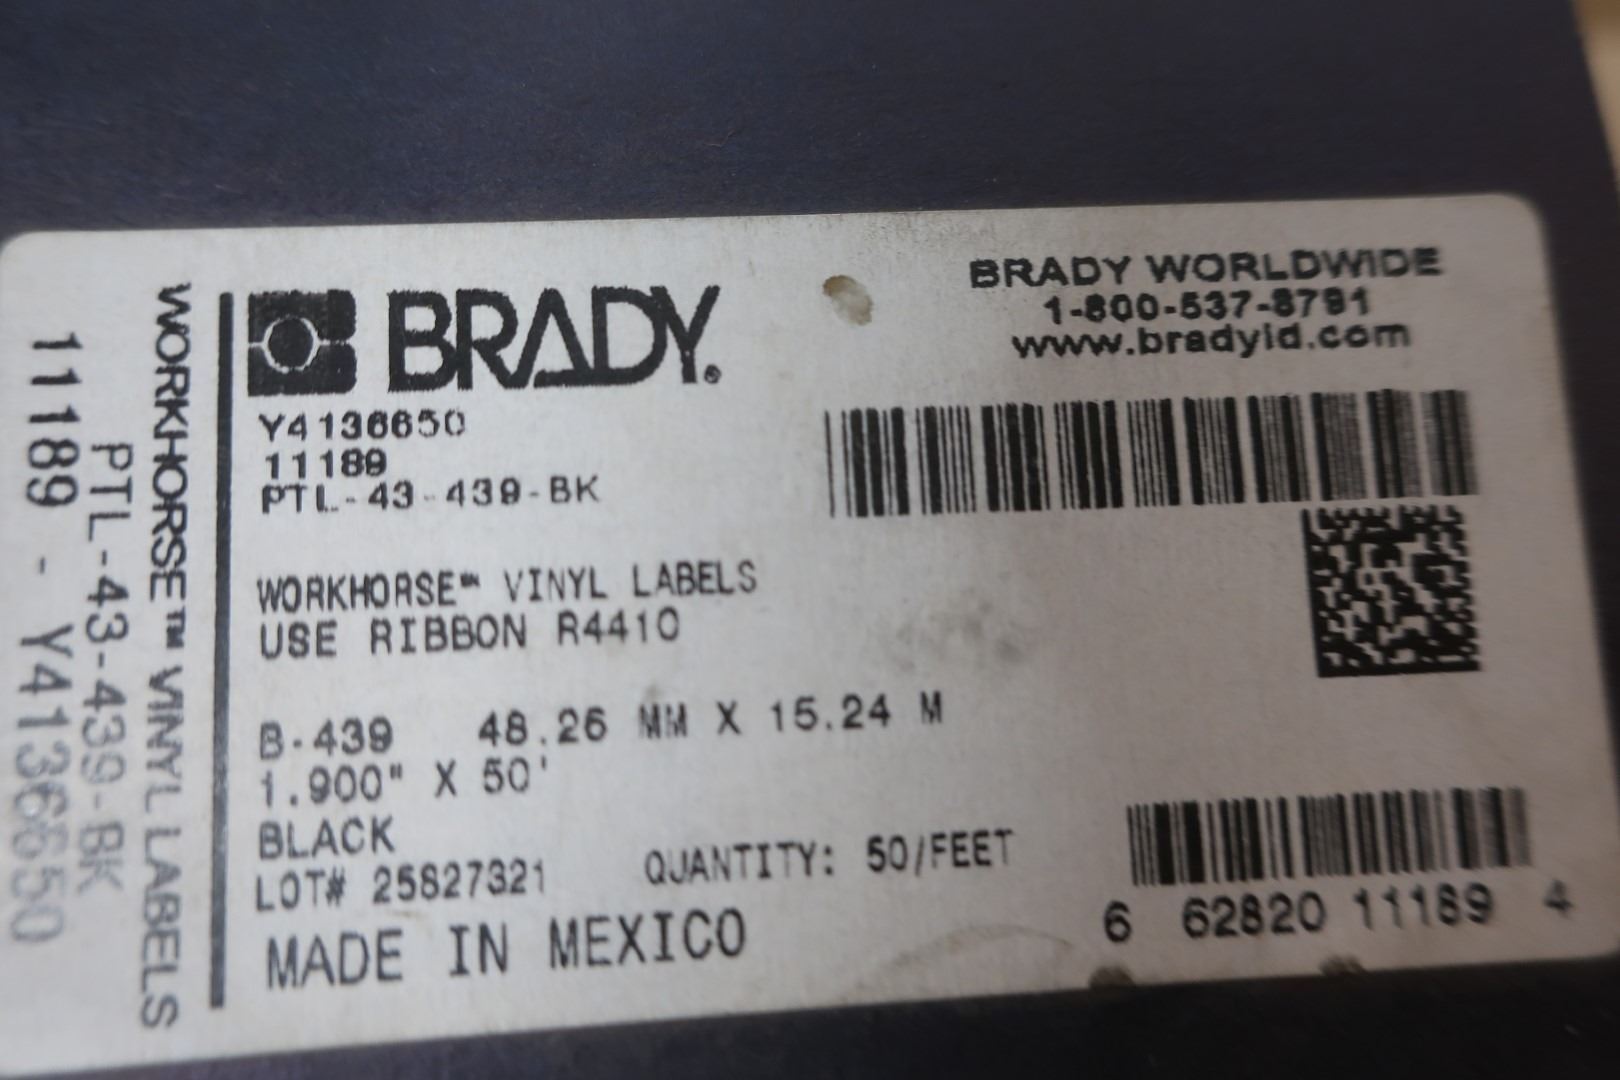 WORKHORSE™ VINYL LABELS
PTL-43-439-BK
11189 - Y4136650
BRADY®
Y4136650
11189
PTL-43-439-BK
WORKHORSE™ VINYL LABELS
USE RIBBON R4410
B-439 48.26 MM X 15.24 M
1.900" X 50'
BLACK
LOT# 25827321 QUANTITY: 50/FEET
MADE IN MEXICO
BRADY WORLDWIDE
1-800-537-8791
www.bradyid.com
6 62820 11189 4